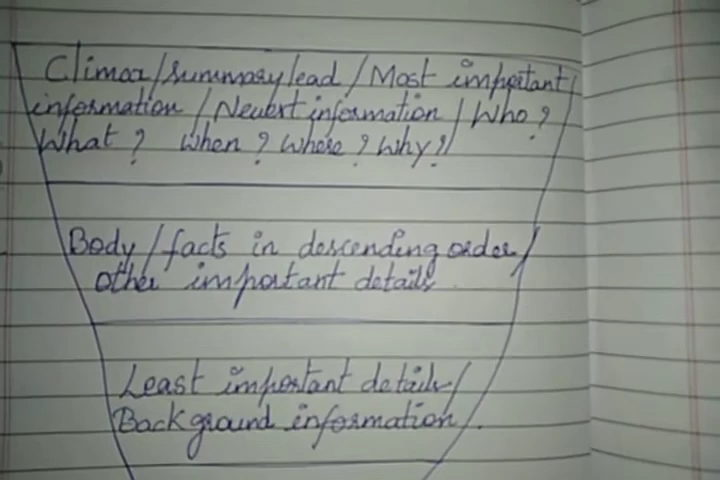 Climax/summary lead / Most important
information / Newest information / Who?
What? When? Where? Why?/
Body / facts in descending order /
other important details.
Least important details/
Background information.